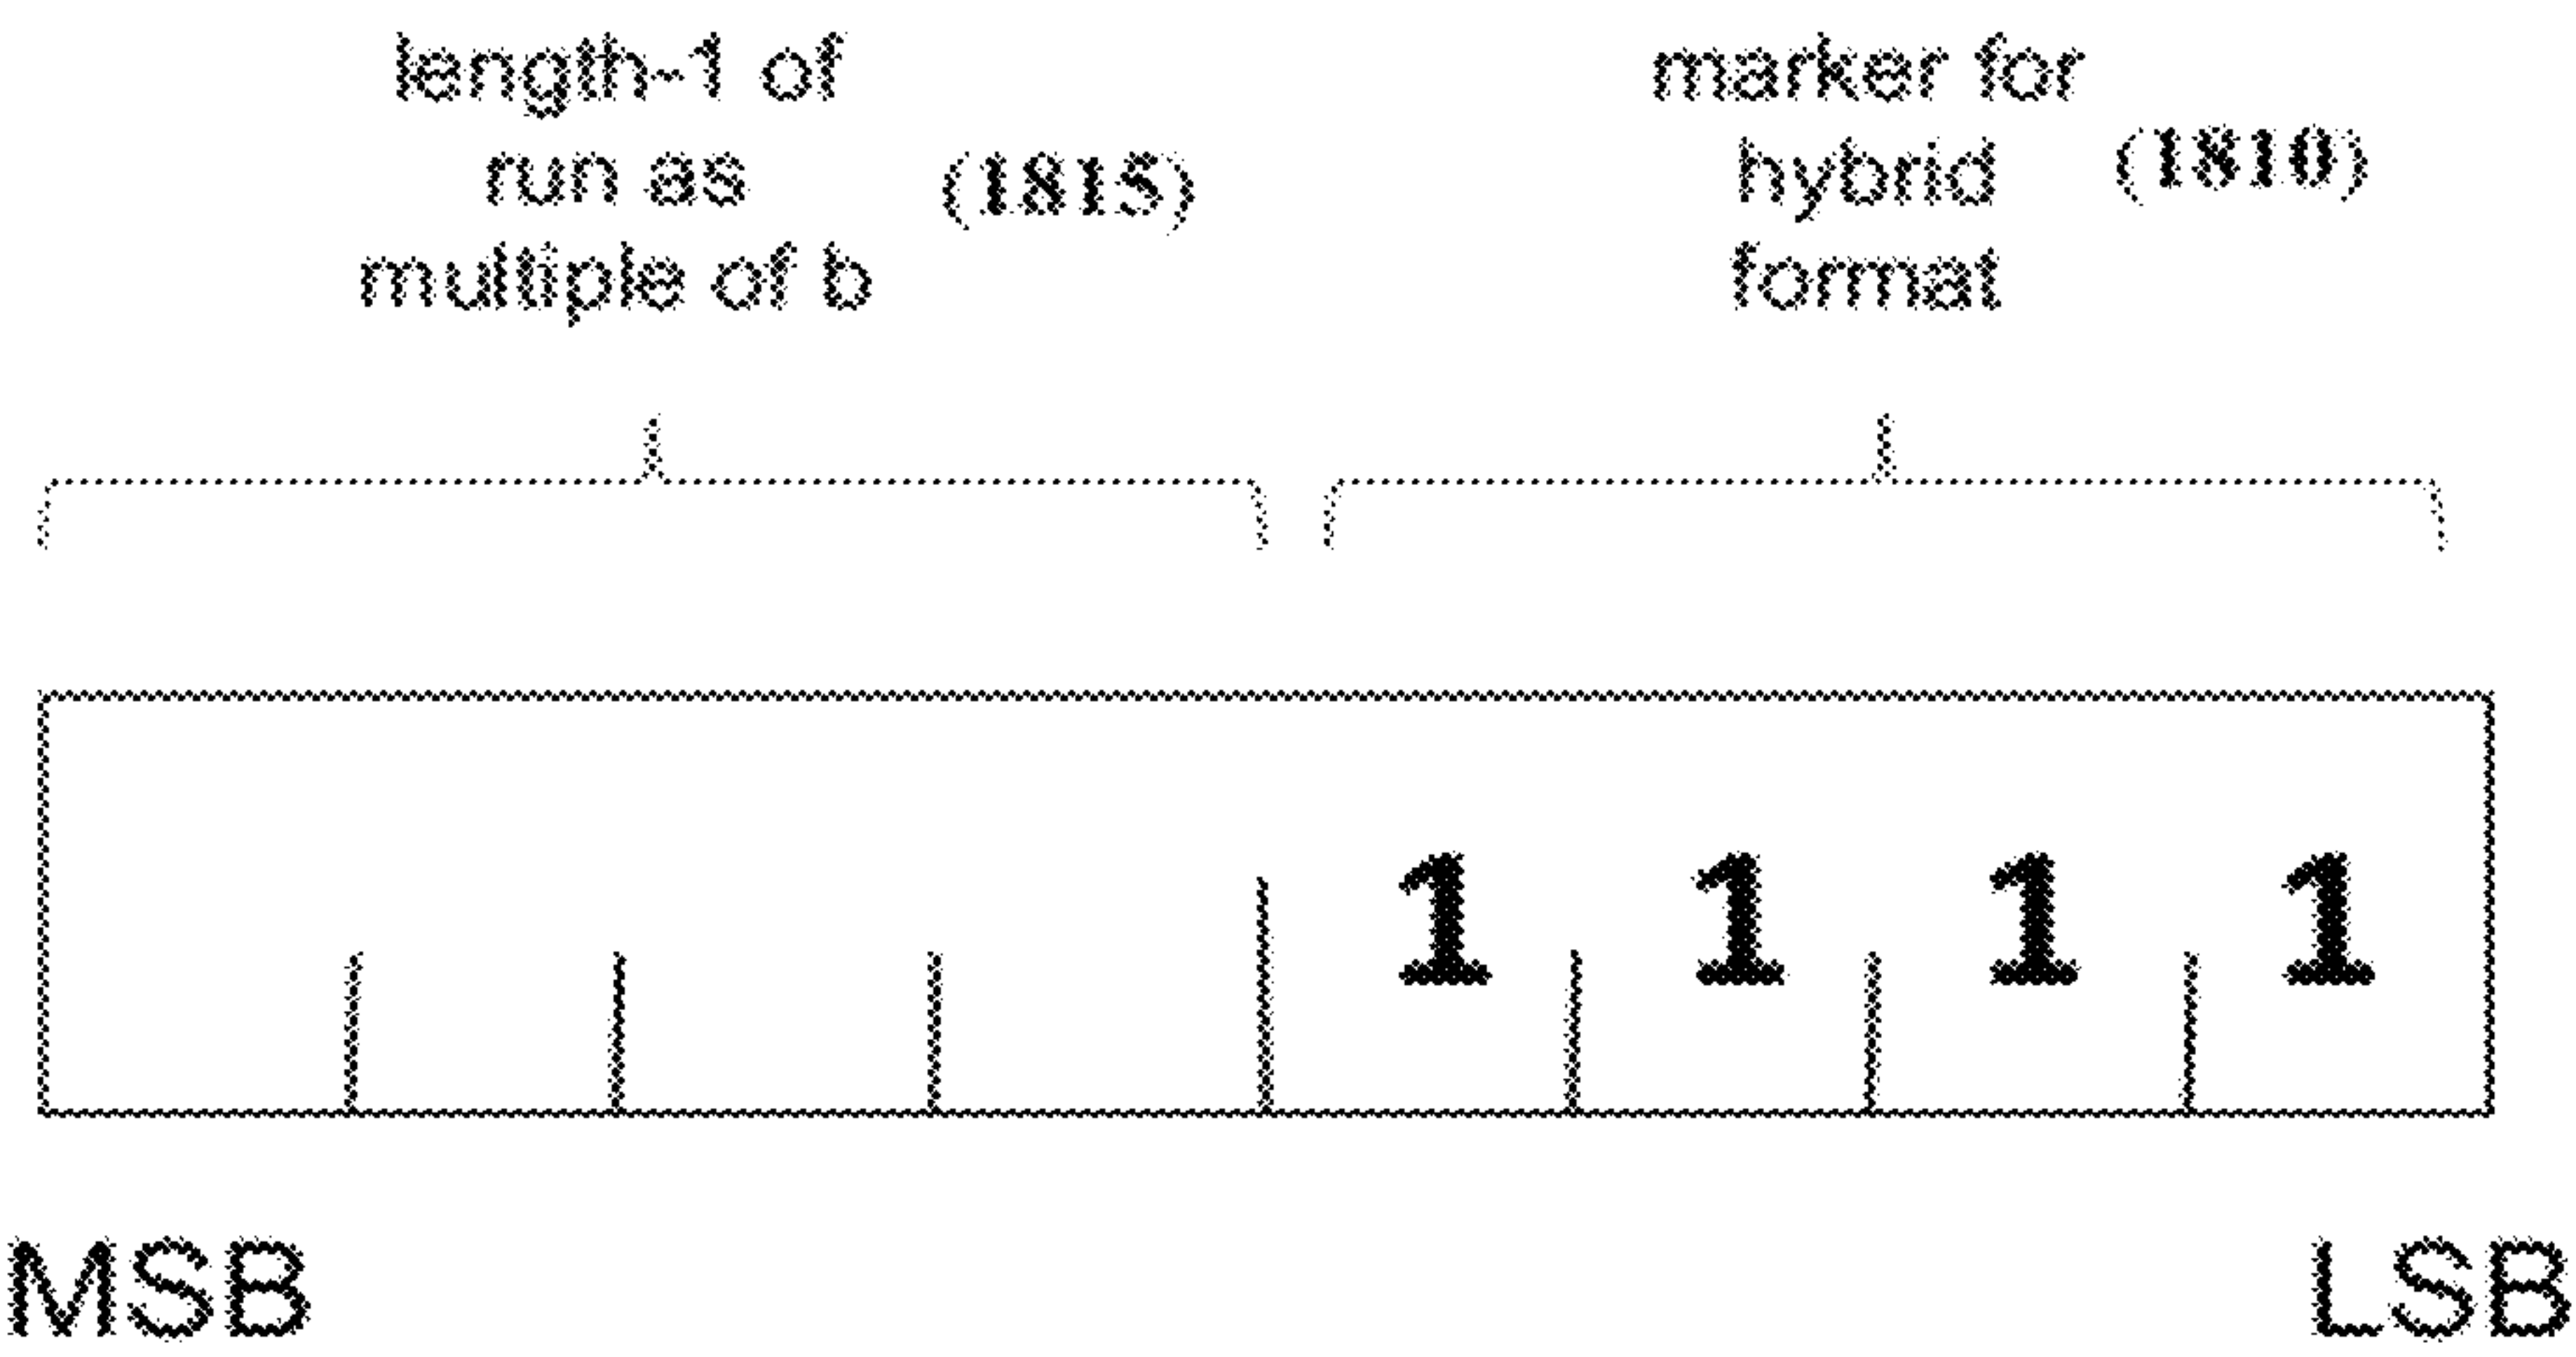 length-1 of
run as
multiple of b
(1815)
marker for
hybrid
format
(1810)
1 1 1 1
MSB
LSB